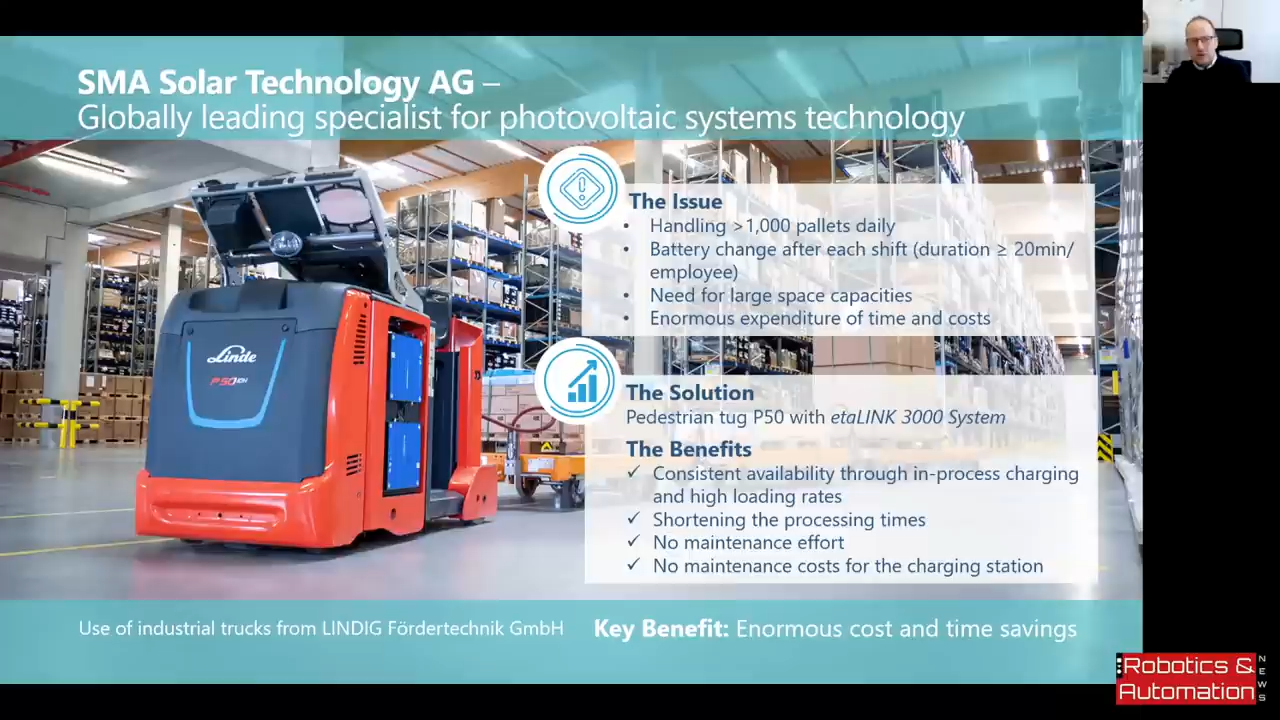 SMA Solar Technology AG –
Globally leading specialist for photovoltaic systems technology
The Issue
• Handling >1,000 pallets daily
• Battery change after each shift (duration ≥ 20min/
employee)
• Need for large space capacities
• Enormous expenditure of time and costs
Linde
P50 ION
The Solution
Pedestrian tug P50 with etaLINK 3000 System
The Benefits
✓ Consistent availability through in-process charging
and high loading rates
✓ Shortening the processing times
✓ No maintenance effort
✓ No maintenance costs for the charging station
Use of industrial trucks from LINDIG Fördertechnik GmbH
Key Benefit: Enormous cost and time savings
Robotics &
Automation
NEWS